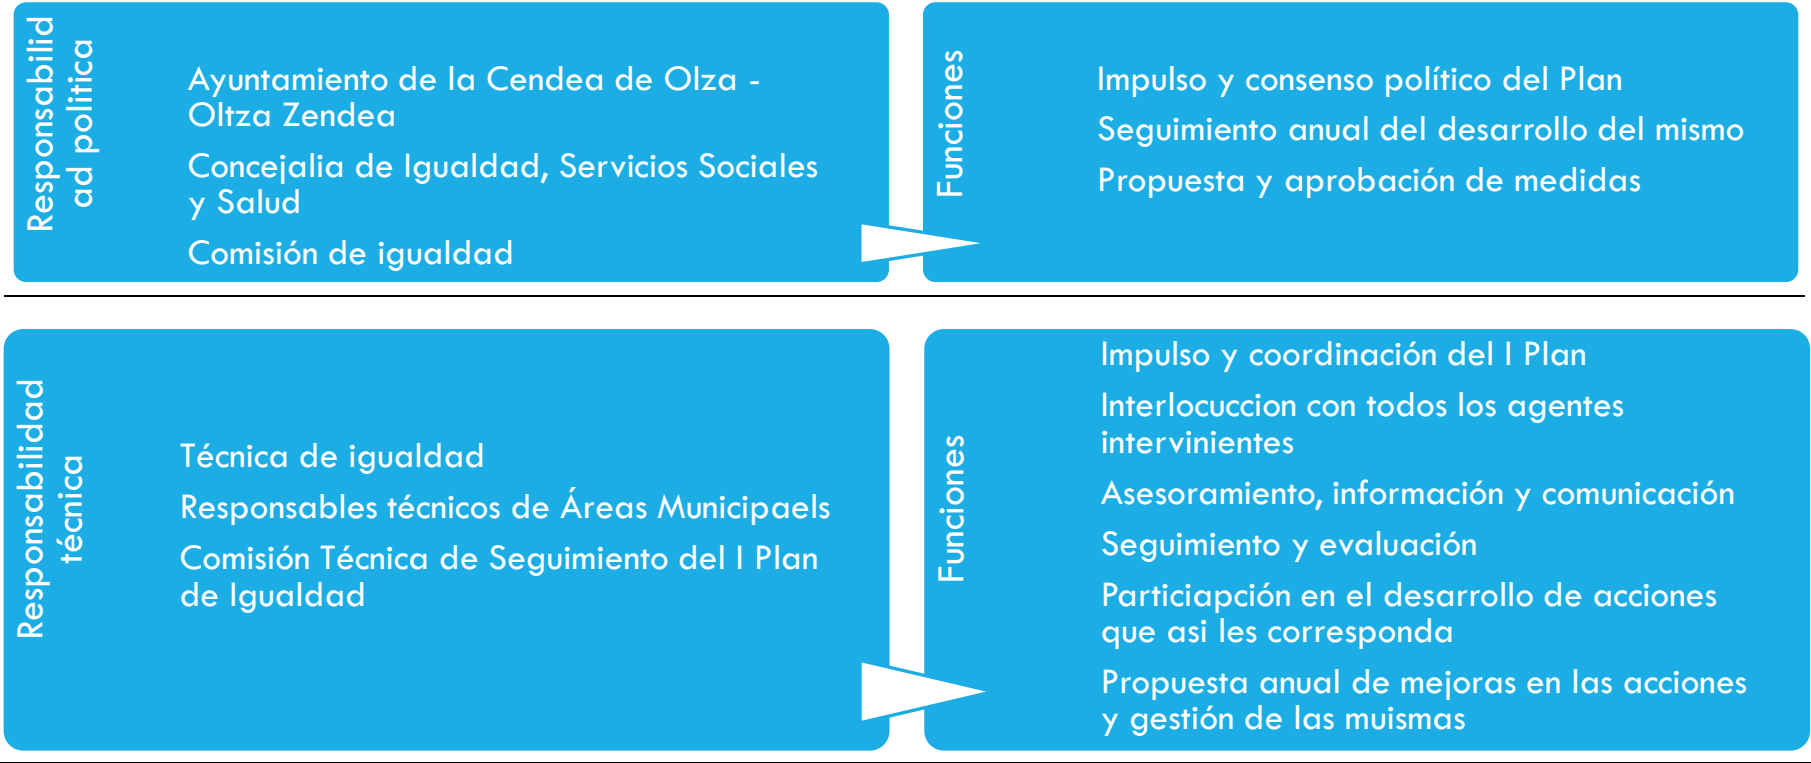 Responsabilid
ad politica
Ayuntamiento de la Cendea de Olza -
Oltza Zendea
Concejalia de Igualdad, Servicios Sociales
y Salud
Comisión de igualdad
Funciones
Impulso y consenso político del Plan
Seguimiento anual del desarrollo del mismo
Propuesta y aprobación de medidas
Responsabilidad
técnica
Técnica de igualdad
Responsables técnicos de Áreas Municipaels
Comisión Técnica de Seguimiento del I Plan
de Igualdad
Funciones
Impulso y coordinación del I Plan
Interlocuccion con todos los agentes
intervinientes
Asesoramiento, información y comunicación
Seguimiento y evaluación
Particiapción en el desarrollo de acciones
que asi les corresponda
Propuesta anual de mejoras en las acciones
y gestión de las muismas